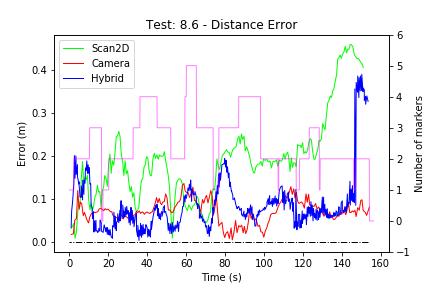 Test: 8.6 - Distance Error
Scan2D
Camera
Hybrid
Error (m)
0.4
0.3
0.2
0.1
0.0
6
5
4
3
2
1
0
−1
Number of markers
0 20 40 60 80 100 120 140 160
Time (s)